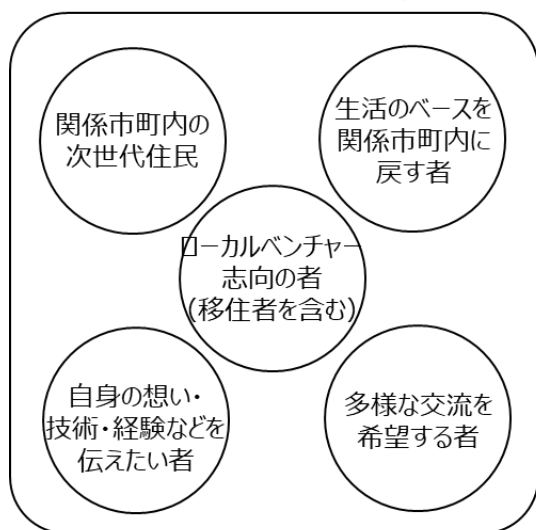 関係市町内の
次世代住民
生活のベースを
関係市町内に
戻す者
ローカルベンチャー
志向の者
(移住者を含む)
自身の想い・
技術・経験などを
伝えたい者
多様な交流を
希望する者